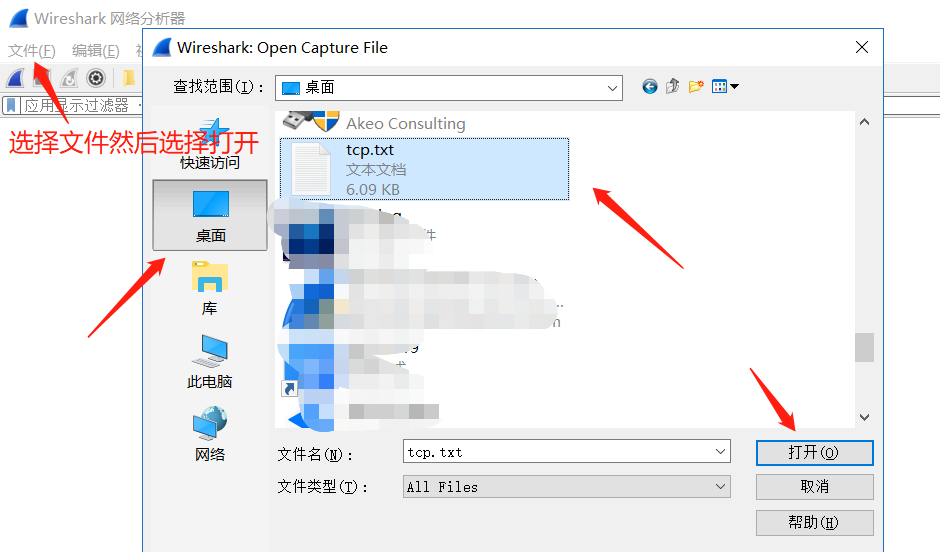 Wireshark 网络分析器
文件(F) 编辑(E)
Wireshark: Open Capture File
查找范围(I)： 桌面
应用显示过滤器
选择文件然后选择打开
快速访问
桌面
库
此电脑
网络
Akeo Consulting
tcp.txt
文本文档
6.09 KB
件
文件名(N)： tcp.txt
文件类型(T)： All Files
打开(O)
取消
帮助(H)